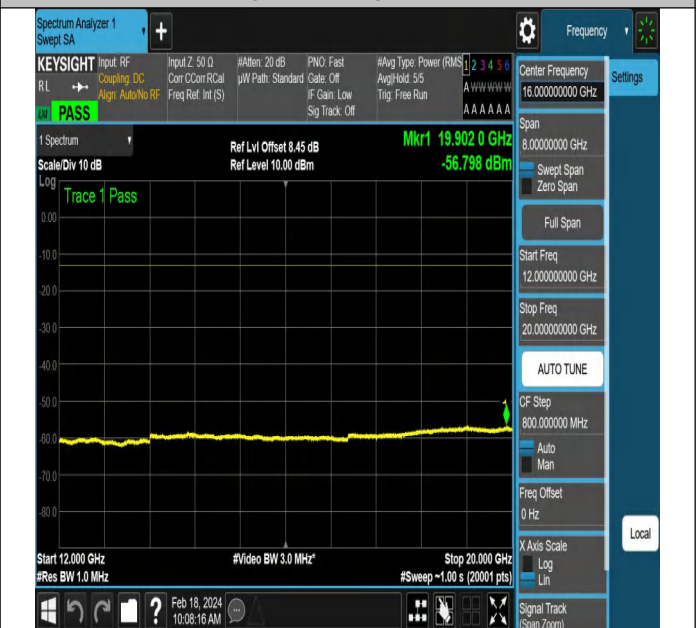 Spectrum Analyzer 1
Swept SA
Frequency
KEYSIGHT
RL
PASS
Input: RF
Coupling: DC
Align: Auto/No RF
Input Z: 50 Ω
Corr CCorr RCal
Freq Ref: Int (S)
#Atten: 20 dB
µW Path: Standard
PNO: Fast
Gate: Off
IF Gain: Low
Sig Track: Off
#Avg Type: Power (RMS
Avg|Hold: 5/5
Trig: Free Run
1 2 3 4 5 6
A W W W W W
A A A A A A
1 Spectrum
Scale/Div 10 dB
Ref Lvl Offset 8.45 dB
Ref Level 10.00 dBm
Mkr1 19.902 0 GHz
-56.798 dBm
Log
Trace 1 Pass
0.00
-10.0
-20.0
-30.0
-40.0
-50.0
-60.0
-70.0
-80.0
1
Start 12.000 GHz
#Res BW 1.0 MHz
#Video BW 3.0 MHz*
Stop 20.000 GHz
#Sweep ~1.00 s (20001 pts)
Feb 18, 2024
10:08:16 AM
Center Frequency
16.000000000 GHz
Settings
Span
8.00000000 GHz
Swept Span
Zero Span
Full Span
Start Freq
12.000000000 GHz
Stop Freq
20.000000000 GHz
AUTO TUNE
CF Step
800.000000 MHz
Auto
Man
Freq Offset
0 Hz
X Axis Scale
Log
Lin
Local
Signal Track
(Span Zoom)